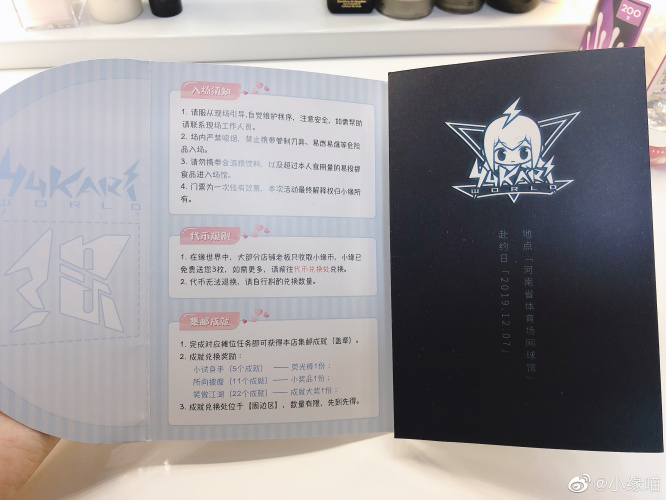 YUKARI
WORLD
入场须知
1. 请服从现场引导,自觉维护秩序，注意安全，如需帮助
请联系现场工作人员。
2. 场内严禁吸烟，禁止携带管制刀具、易燃易爆等危险
品入场。
3. 请勿携带含酒精饮料，以及超过本人食用量的易投掷
食品进入场馆。
4. 门票为一次性有效票，本次活动最终解释权归小缘所
有。
代币规则
1. 在缘世界中，大部分店铺老板只收取小缘币，小缘已
免费送您3枚，如需更多，请前往代币兑换处兑换。
2. 代币无法退换，请自行斟酌兑换数量。
集邮成就
1. 完成对应摊位任务即可获得本店集邮成就（盖章）。
2. 成就兑换奖励：
小试身手（5个成就） —— 荧光棒1份；
所向披靡（11个成就）—— 小奖品1份；
笑傲江湖（22个成就）—— 成就大奖1份；
3. 成就兑换处位于【周边区】，数量有限，先到先得。
YUKARI
WORLD
地点「河南省体育场网球馆」
赴约日「2019.12.07」
200
@小缘喵